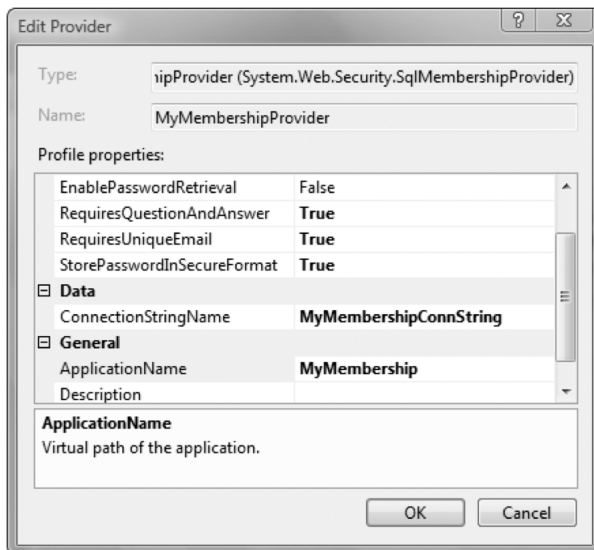 Edit Provider
Type: ipProvider (System.Web.Security.SqlMembershipProvider)
Name: MyMembershipProvider
Profile properties:
EnablePasswordRetrieval False
RequiresQuestionAndAnswer True
RequiresUniqueEmail True
StorePasswordInSecureFormat True
Data
ConnectionStringName MyMembershipConnString
General
ApplicationName MyMembership
Description
ApplicationName
Virtual path of the application.
OK Cancel